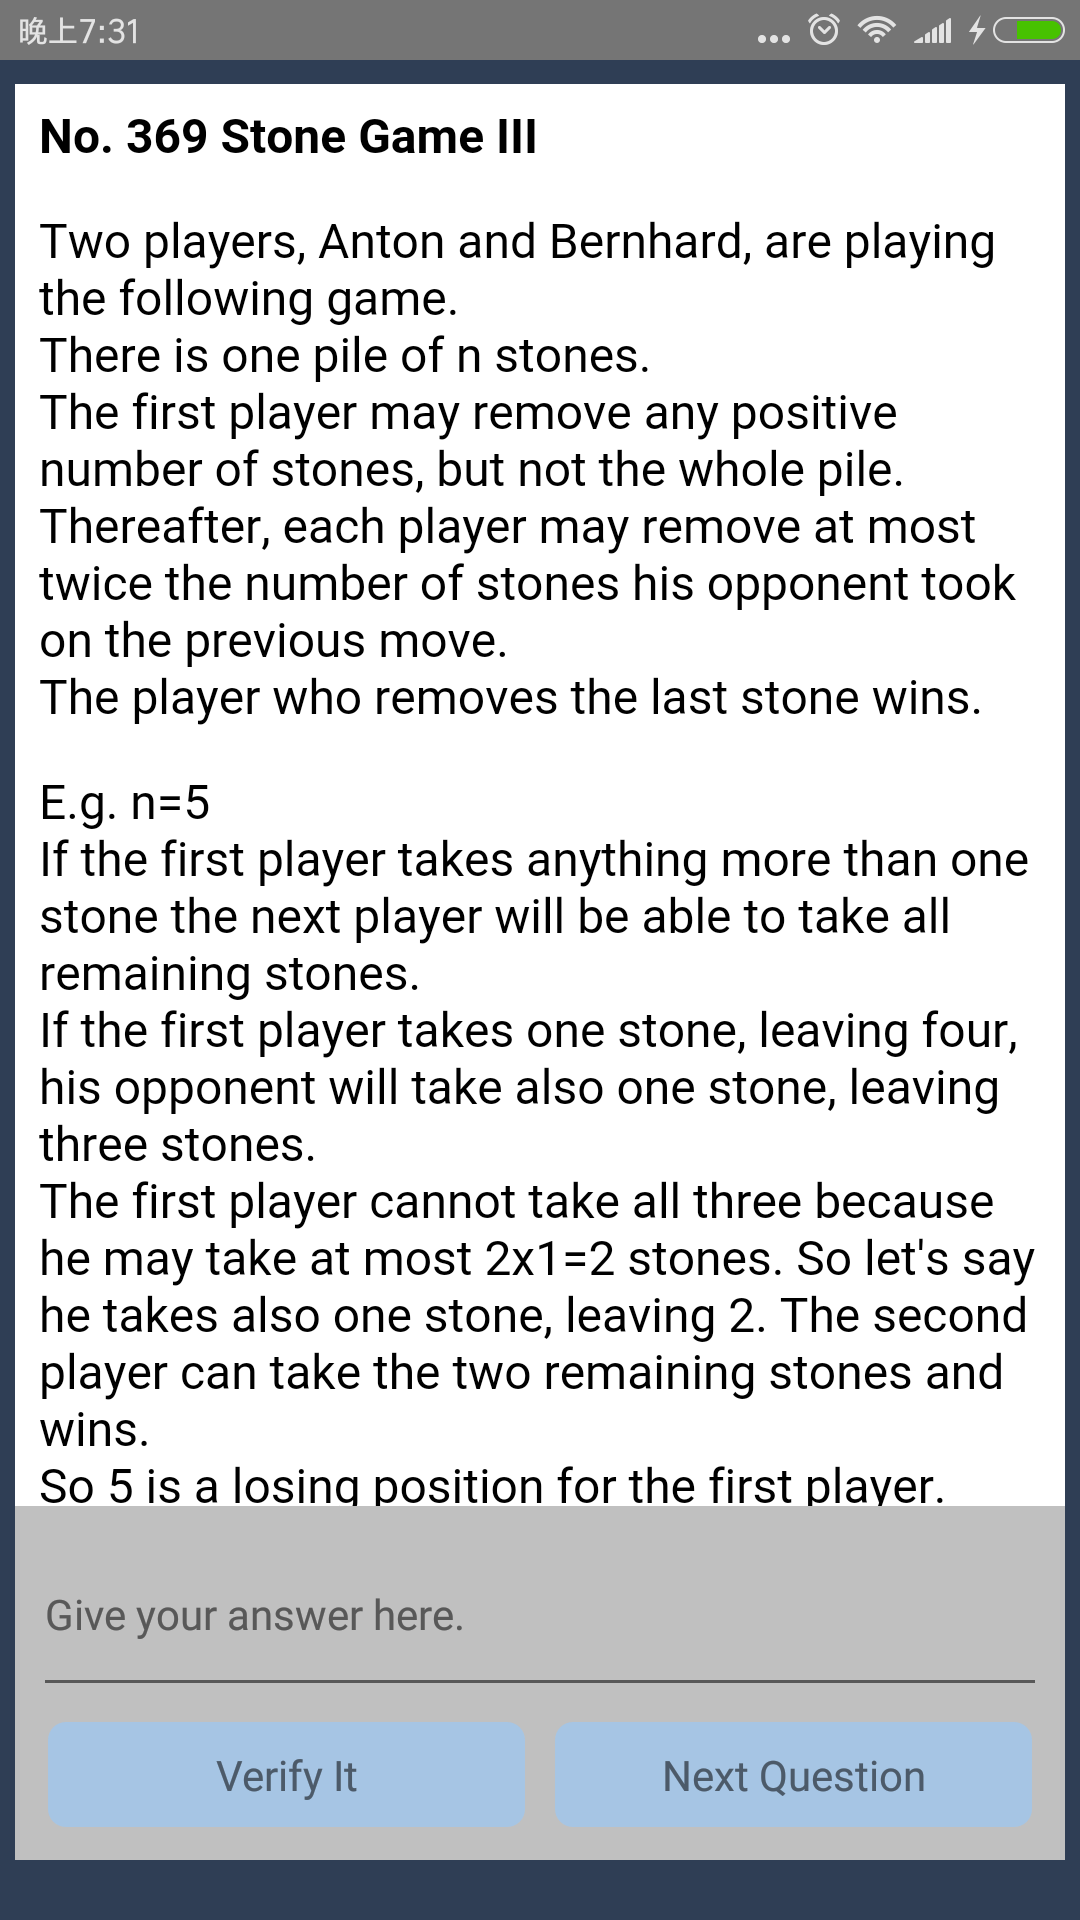 晚上7:31
No. 369 Stone Game III
Two players, Anton and Bernhard, are playing
the following game.
There is one pile of n stones.
The first player may remove any positive
number of stones, but not the whole pile.
Thereafter, each player may remove at most
twice the number of stones his opponent took
on the previous move.
The player who removes the last stone wins.
E.g. n=5
If the first player takes anything more than one
stone the next player will be able to take all
remaining stones.
If the first player takes one stone, leaving four,
his opponent will take also one stone, leaving
three stones.
The first player cannot take all three because
he may take at most 2x1=2 stones. So let's say
he takes also one stone, leaving 2. The second
player can take the two remaining stones and
wins.
So 5 is a losing position for the first player.
Give your answer here.
Verify It
Next Question